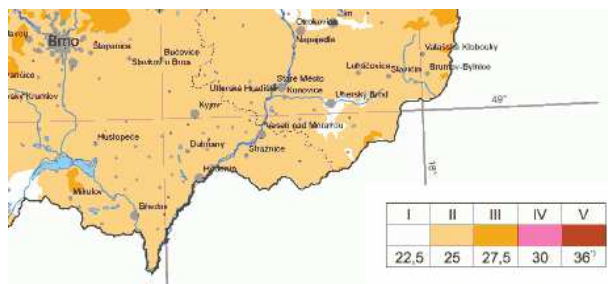 Zlín
Otrokovice
Brno
Napajedla
Šlapanice
Bučovice
Valašské Klobouky
Slavkov u Brna
Luhačovice
Slavičín
Brumov-Bylnice
Staré Město
Uherské Hradiště
Kunovice
Uherský Brod
Kyjov
49°
Veselí nad Moravou
Hustopeče
Dubňany
Strážnice
Hodonín
18°
Mikulov
Břeclav
I II III IV V
22,5 25 27,5 30 36*)